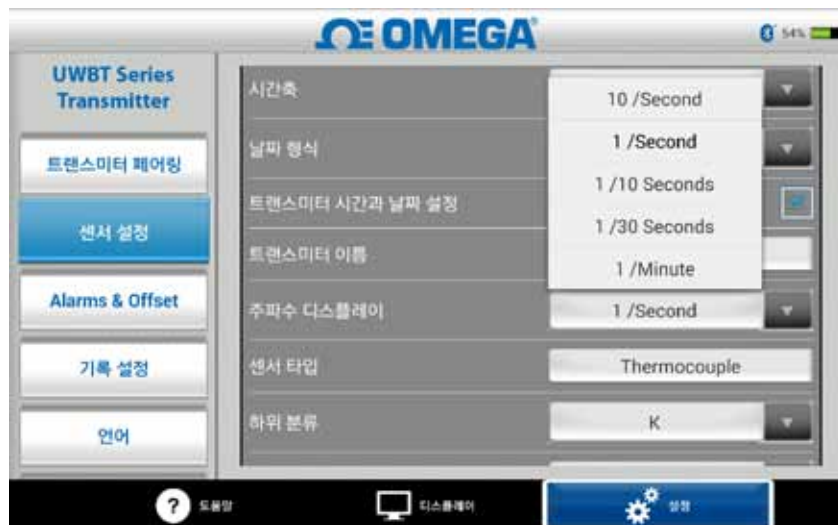 OMEGA
54%
UWBT Series
Transmitter
트랜스미터 페어링
센서 설정
Alarms & Offset
기록 설정
언어
시간축
날짜 형식
트랜스미터 시간과 날짜 설정
트랜스미터 이름
주파수 디스플레이
센서 타입
하위 분류
10 /Second
1 /Second
1 /10 Seconds
1 /30 Seconds
1 /Minute
1 /Second
Thermocouple
K
? 도움말
디스플레이
설정